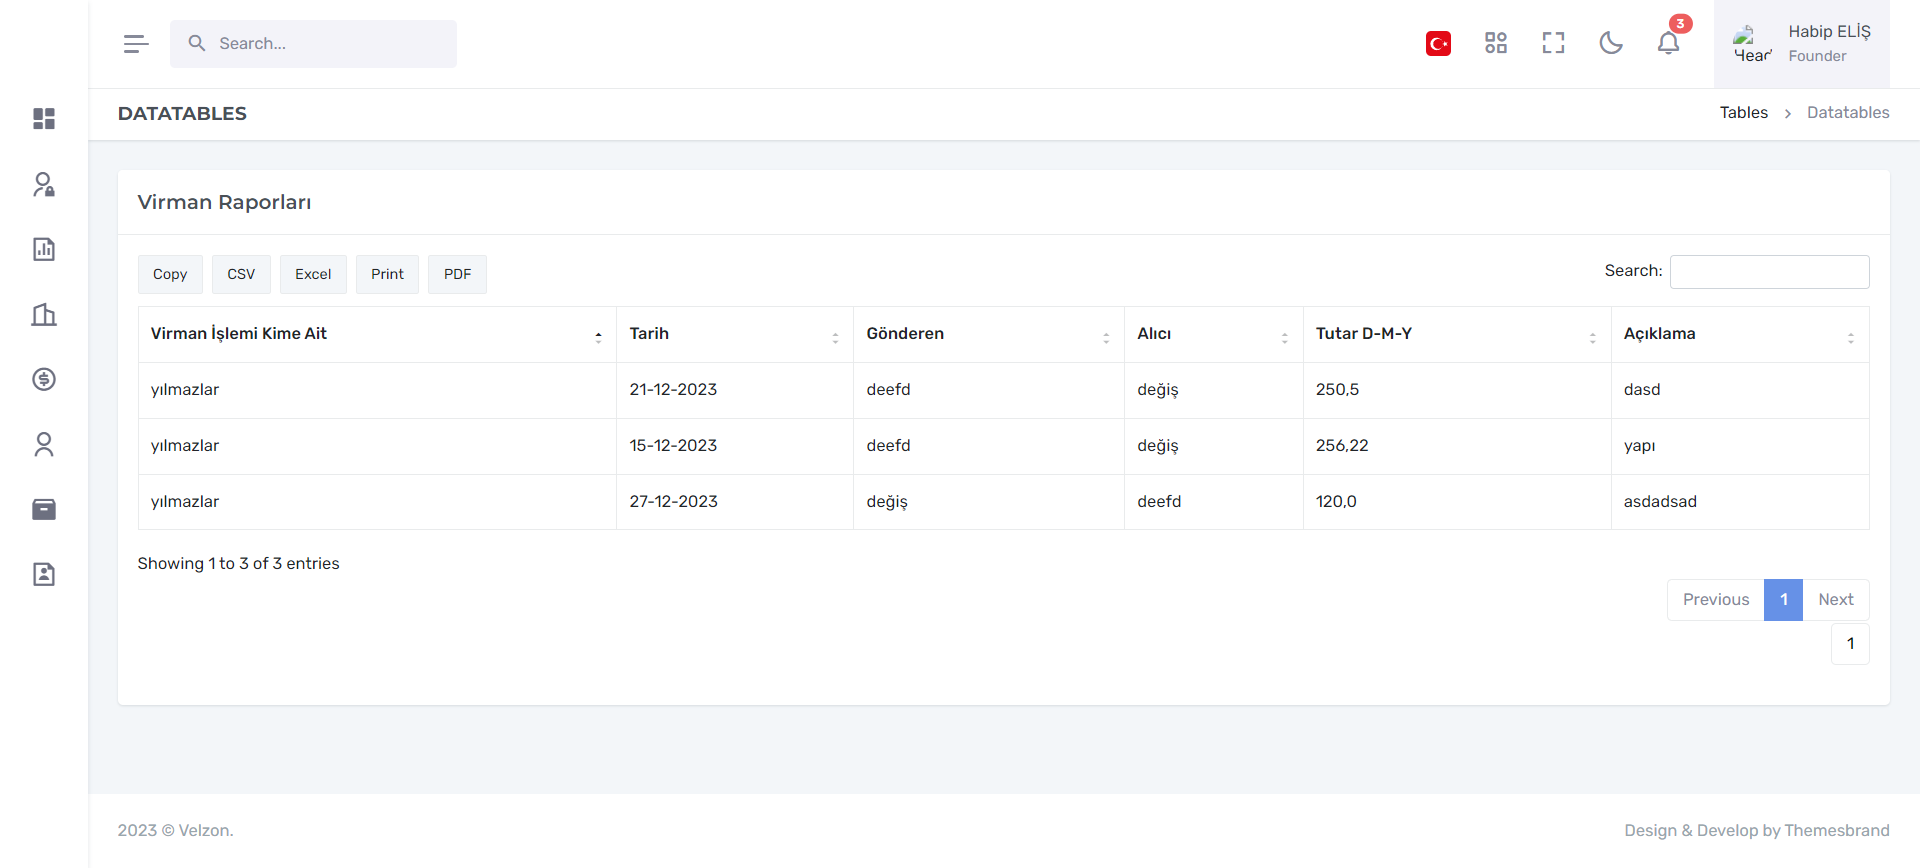 Search...
3
Head
Habip ELİŞ
Founder
DATATABLES
Tables > Datatables
Virman Raporları
Copy CSV Excel Print PDF
Search:
Virman İşlemi Kime Ait Tarih Gönderen Alıcı Tutar D-M-Y Açıklama
yılmazlar 21-12-2023 deefd değiş 250,5 dasd
yılmazlar 15-12-2023 deefd değiş 256,22 yapı
yılmazlar 27-12-2023 değiş deefd 120,0 asdadsad
Showing 1 to 3 of 3 entries
Previous 1 Next
1
2023 © Velzon.
Design & Develop by Themesbrand